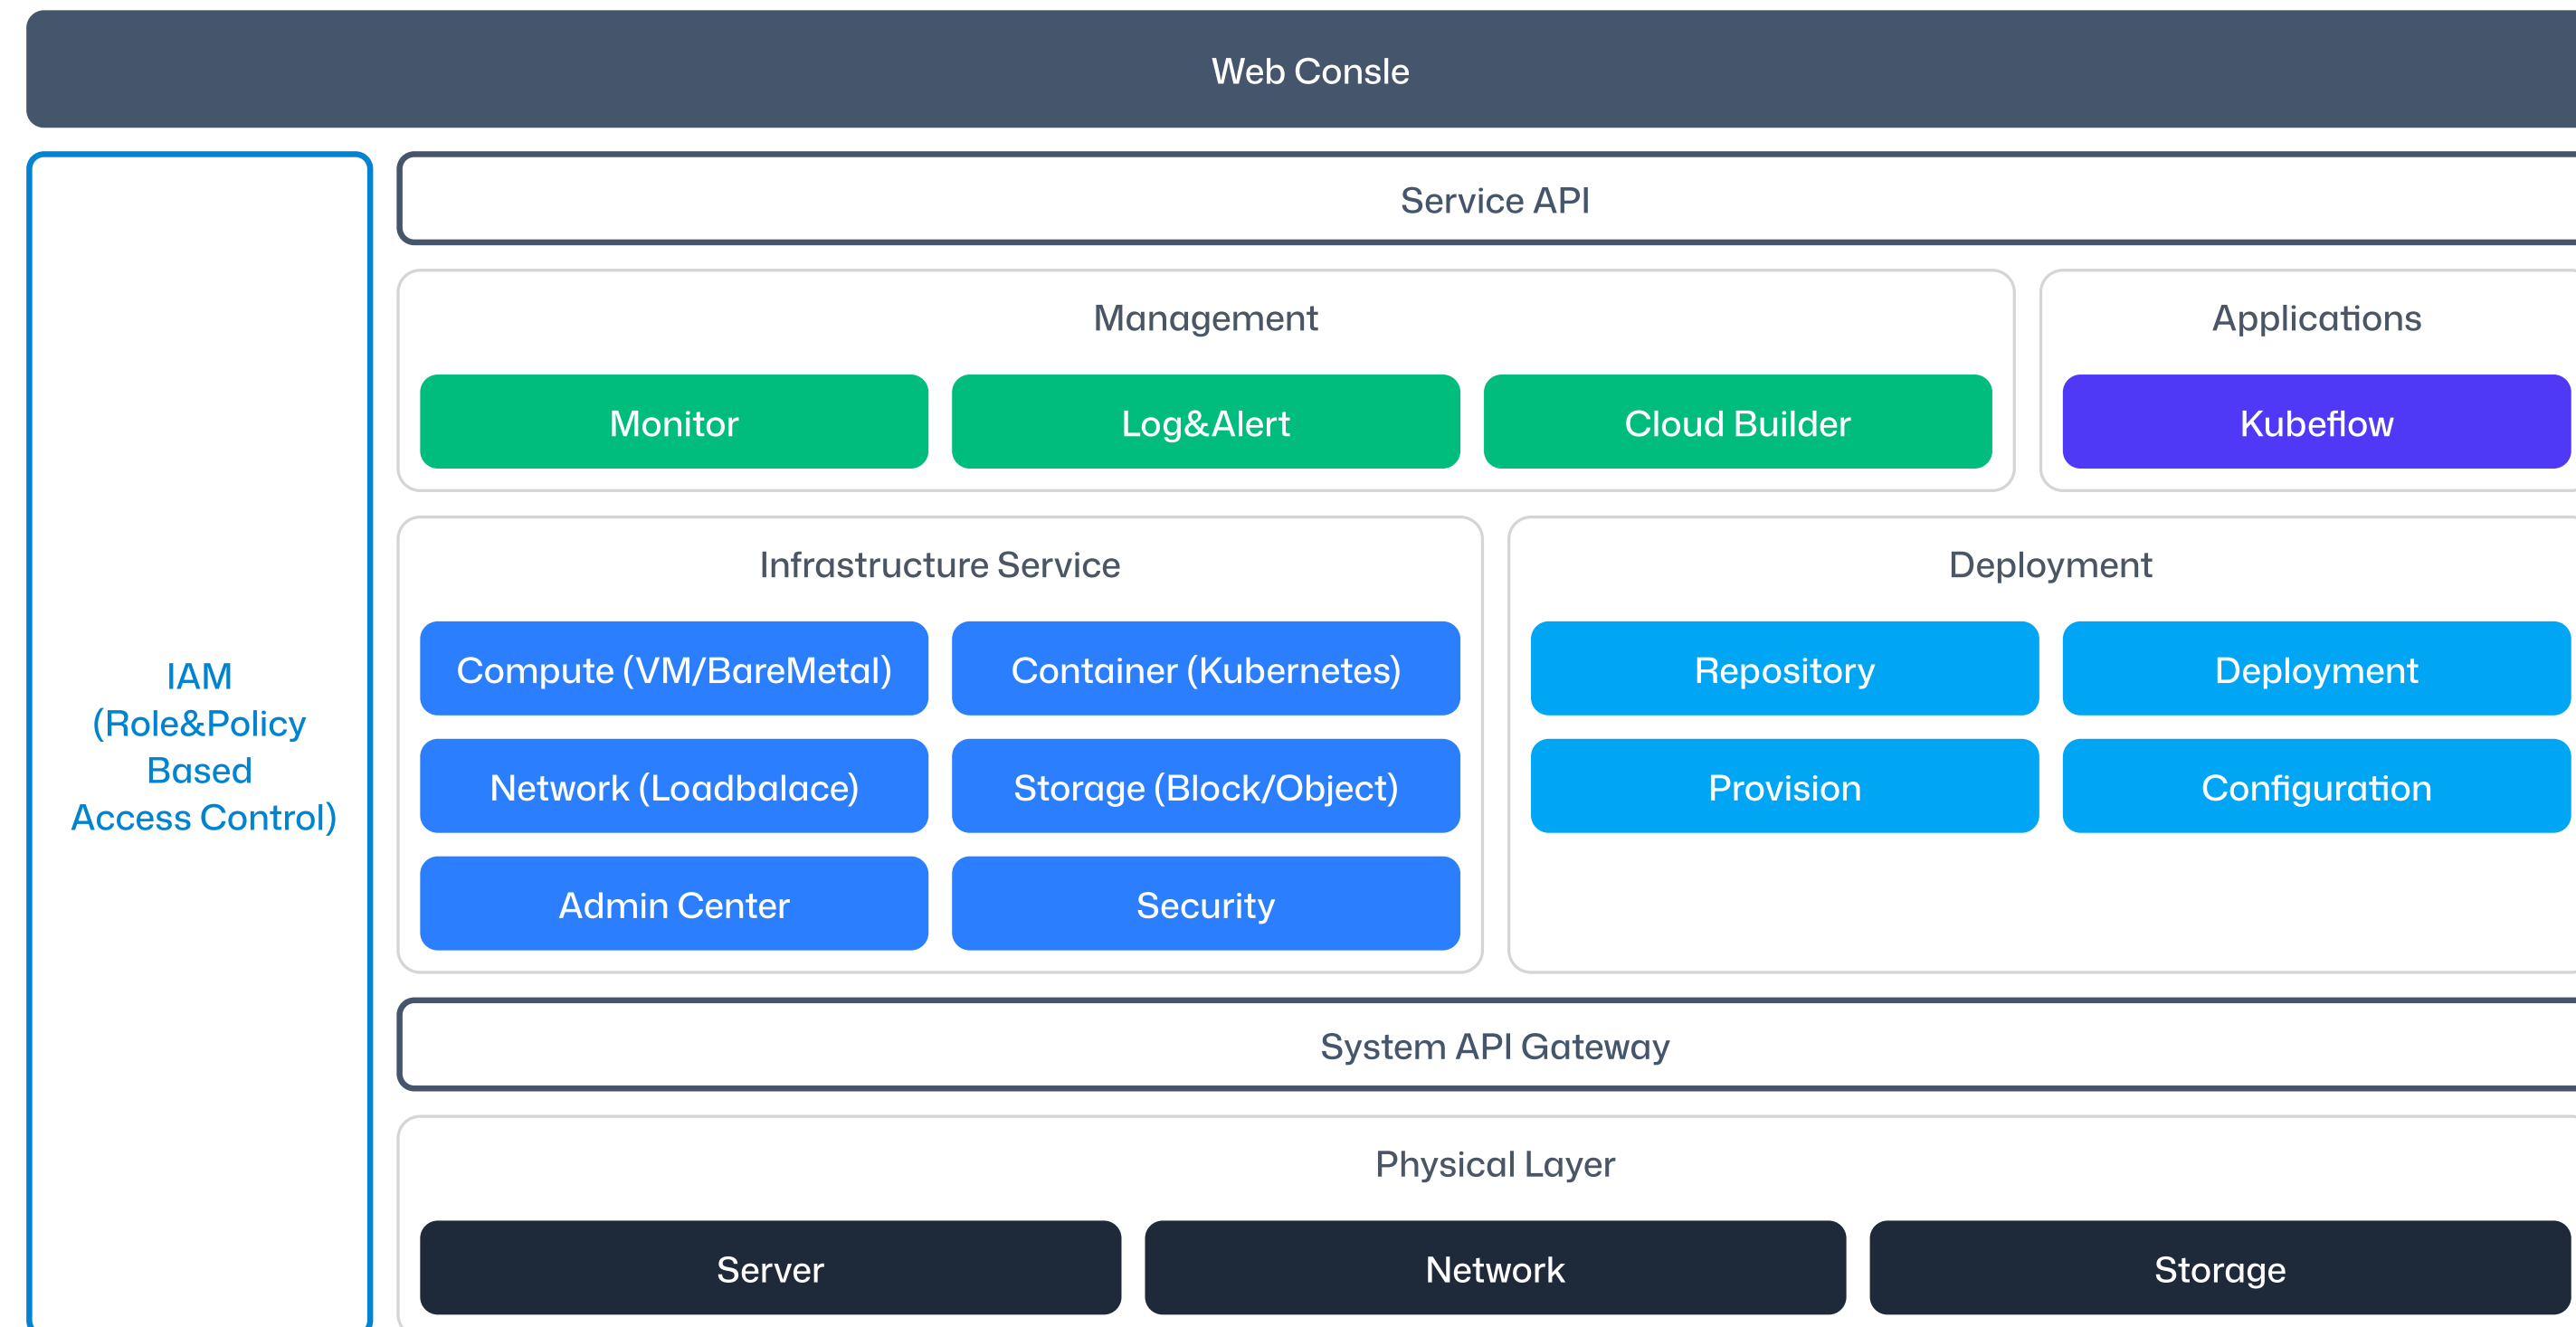 Web Consle
Service API
Management
Applications
Monitor
Log&Alert
Cloud Builder
Kubeflow
Infrastructure Service
Deployment
Compute (VM/BareMetal)
Container (Kubernetes)
Repository
Deployment
IAM
(Role&Policy
Based
Access Control)
Network (Loadbalace)
Storage (Block/Object)
Provision
Configuration
Admin Center
Security
System API Gateway
Physical Layer
Server
Network
Storage